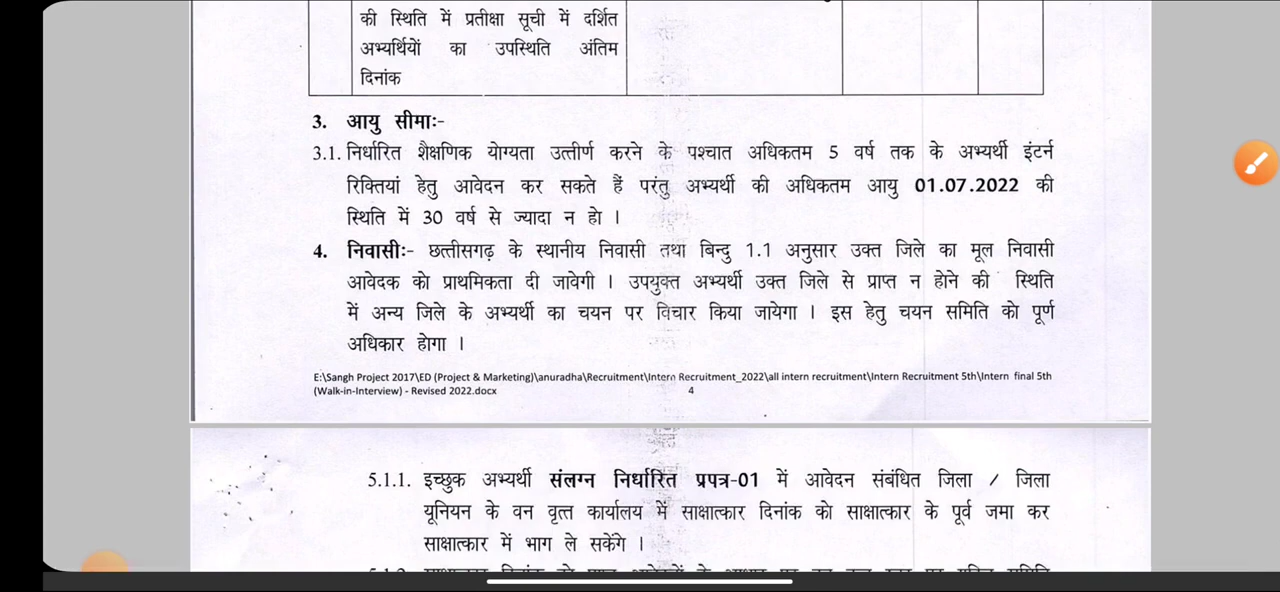 की स्थिति में प्रतीक्षा सूची में दर्शित
अभ्यर्थियों का उपस्थिति अंतिम
दिनांक
3. आयु सीमाः-
3.1. निर्धारित शैक्षणिक योग्यता उत्तीर्ण करने के पश्चात अधिकतम 5 वर्ष तक के अभ्यर्थी इंटर्न
रिक्तियां हेतु आवेदन कर सकते हैं परंतु अभ्यर्थी की अधिकतम आयु 01.07.2022 की
स्थिति में 30 वर्ष से ज्यादा न हो ।
4. निवासीः- छत्तीसगढ़ के स्थानीय निवासी तथा बिन्दु 1.1 अनुसार उक्त जिले का मूल निवासी
आवेदक को प्राथमिकता दी जावेगी । उपयुक्त अभ्यर्थी उक्त जिले से प्राप्त न होने की स्थिति
में अन्य जिले के अभ्यर्थी का चयन पर विचार किया जायेगा । इस हेतु चयन समिति को पूर्ण
अधिकार होगा ।
E:\Sangh Project 2017\ED (Project & Marketing)\anuradha\Recruitment\Intern Recruitment_2022\all intern recruitment\Intern Recruitment 5th\Intern final 5th
(Walk-in-Interview) - Revised 2022.docx 4
5.1.1. इच्छुक अभ्यर्थी संलग्न निर्धारित प्रपत्र-01 में आवेदन संबंधित जिला / जिला
यूनियन के वन वृत्त कार्यालय में साक्षात्कार दिनांक को साक्षात्कार के पूर्व जमा कर
साक्षात्कार में भाग ले सकेंगे ।